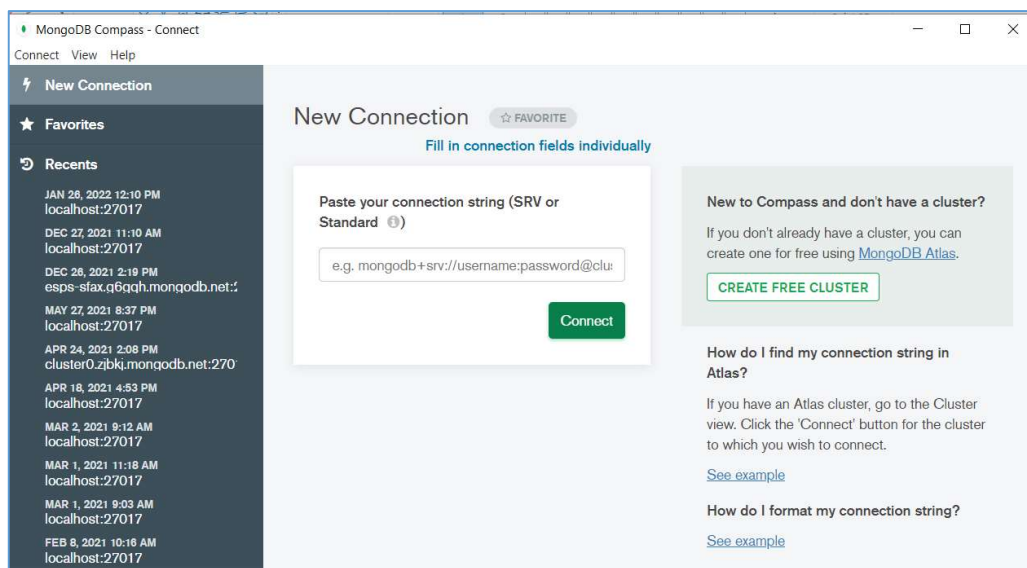 MongoDB Compass - Connect
Connect View Help
New Connection
Favorites
Recents
JAN 26, 2022 12:10 PM
localhost:27017
DEC 27, 2021 11:10 AM
localhost:27017
DEC 26, 2021 2:19 PM
esps-sfax.g6gqh.mongodb.net:2
MAY 27, 2021 8:37 PM
localhost:27017
APR 24, 2021 2:08 PM
cluster0.zjbkj.mongodb.net:270
APR 18, 2021 4:53 PM
localhost:27017
MAR 2, 2021 9:12 AM
localhost:27017
MAR 1, 2021 11:18 AM
localhost:27017
MAR 1, 2021 9:03 AM
localhost:27017
FEB 8, 2021 10:16 AM
localhost:27017
New Connection FAVORITE
Fill in connection fields individually
Paste your connection string (SRV or
Standard )
e.g. mongodb+srv://username:password@clu
Connect
New to Compass and don't have a cluster?
If you don't already have a cluster, you can
create one for free using MongoDB Atlas.
CREATE FREE CLUSTER
How do I find my connection string in
Atlas?
If you have an Atlas cluster, go to the Cluster
view. Click the 'Connect' button for the cluster
to which you wish to connect.
See example
How do I format my connection string?
See example